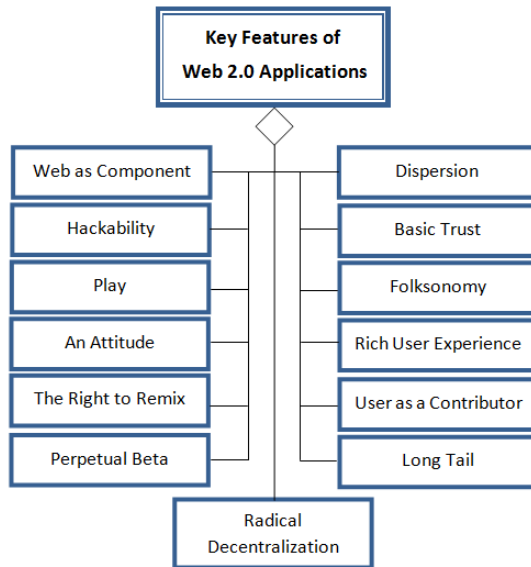 Key Features of
Web 2.0 Applications
Web as Component
Dispersion
Hackability
Basic Trust
Play
Folksonomy
An Attitude
Rich User Experience
The Right to Remix
User as a Contributor
Perpetual Beta
Long Tail
Radical
Decentralization